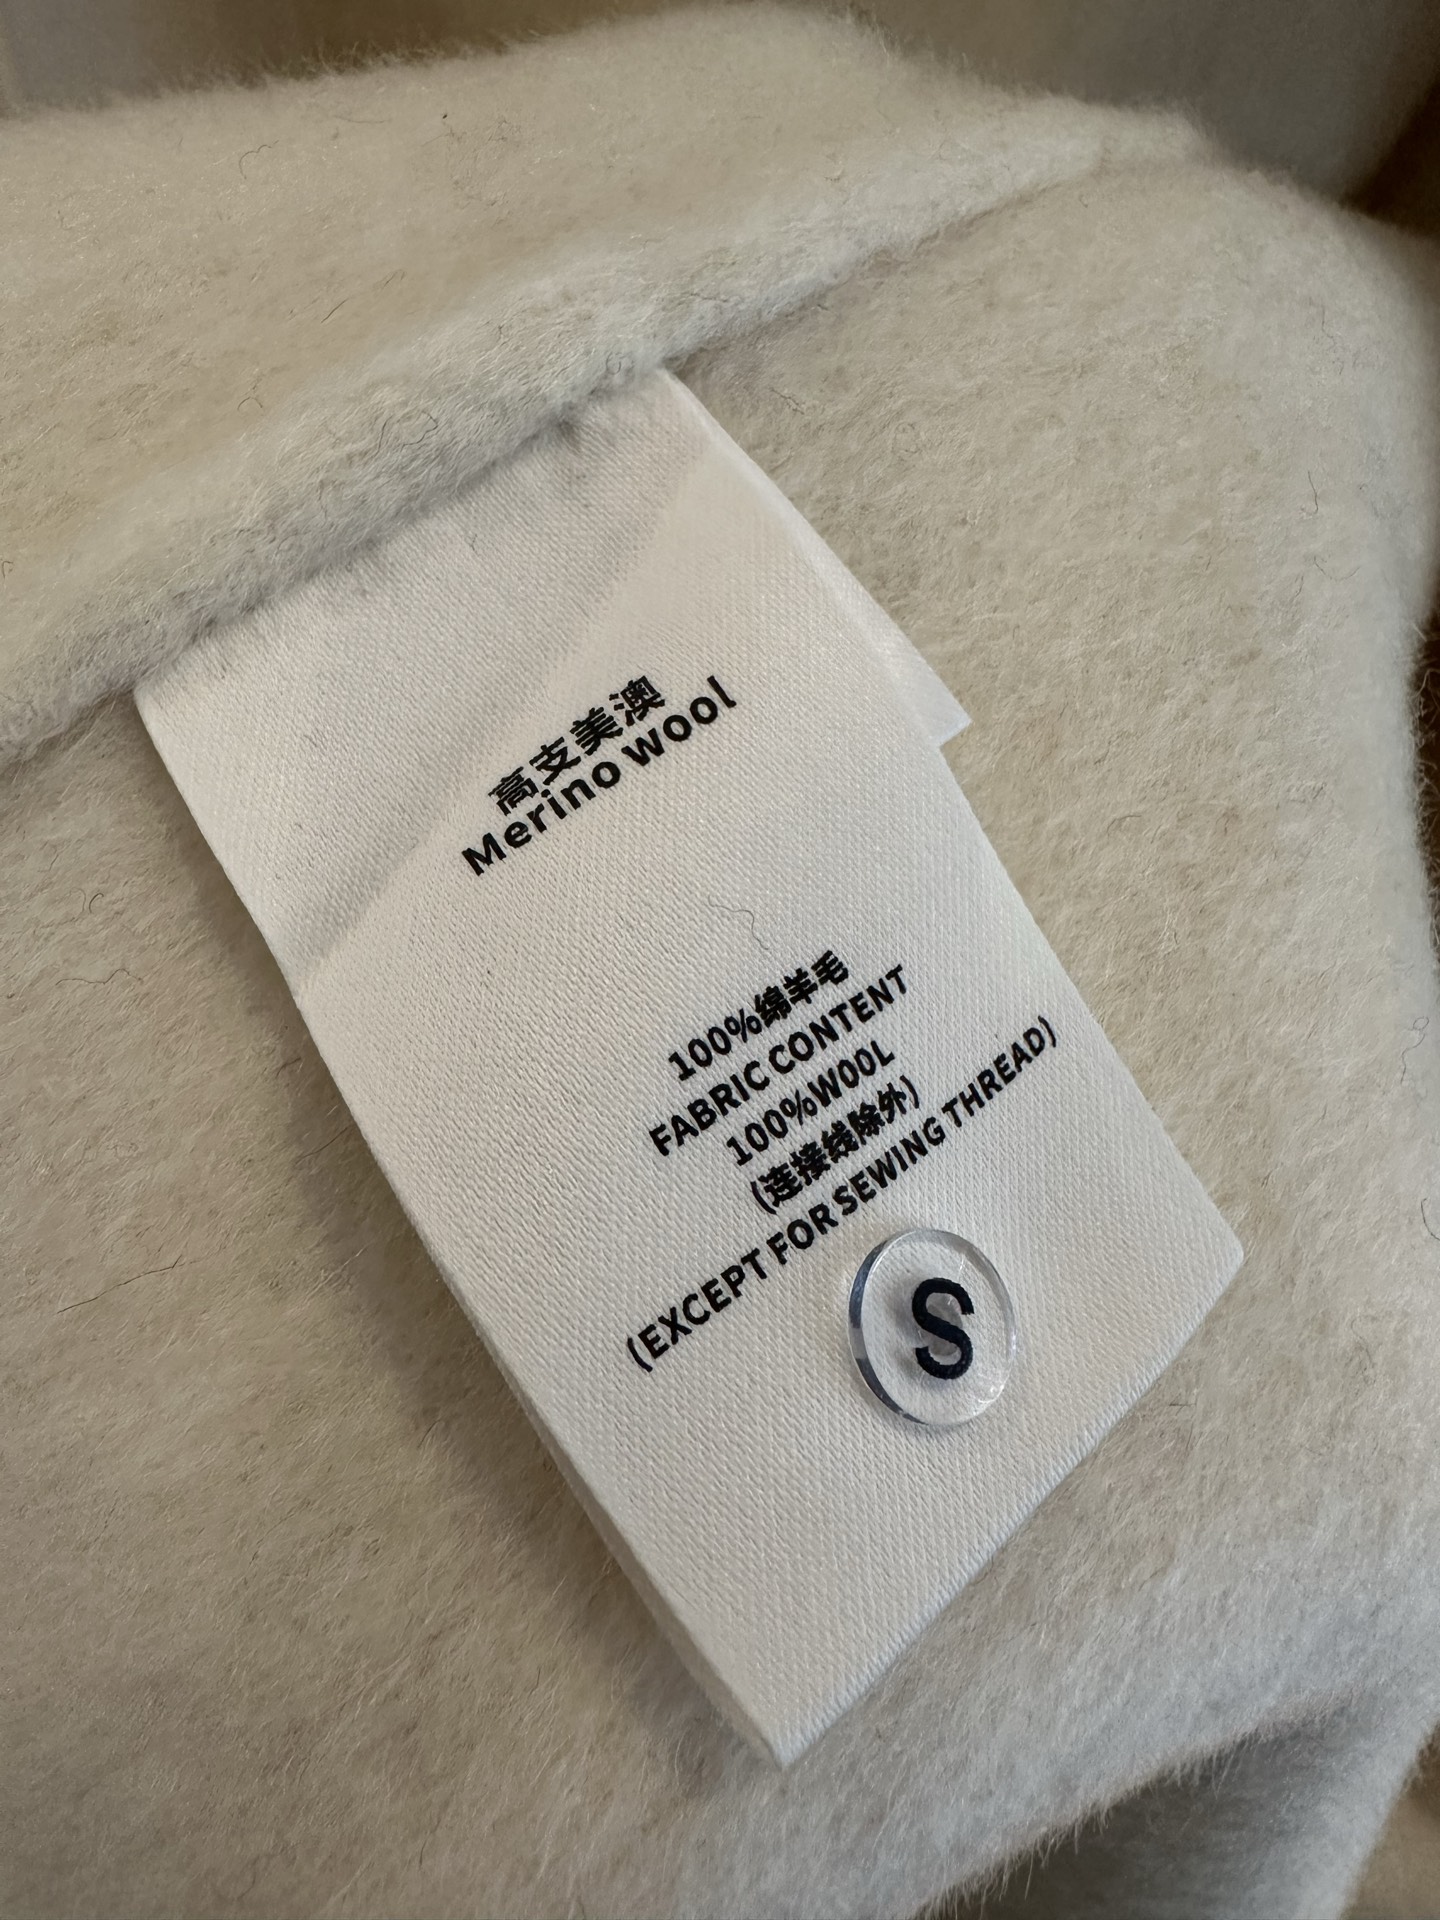 高支美澳
Merino wool
100%绵羊毛
FABRIC CONTENT
100%WOOL
(连接线除外)
(EXCEPT FOR SEWING THREAD)
S